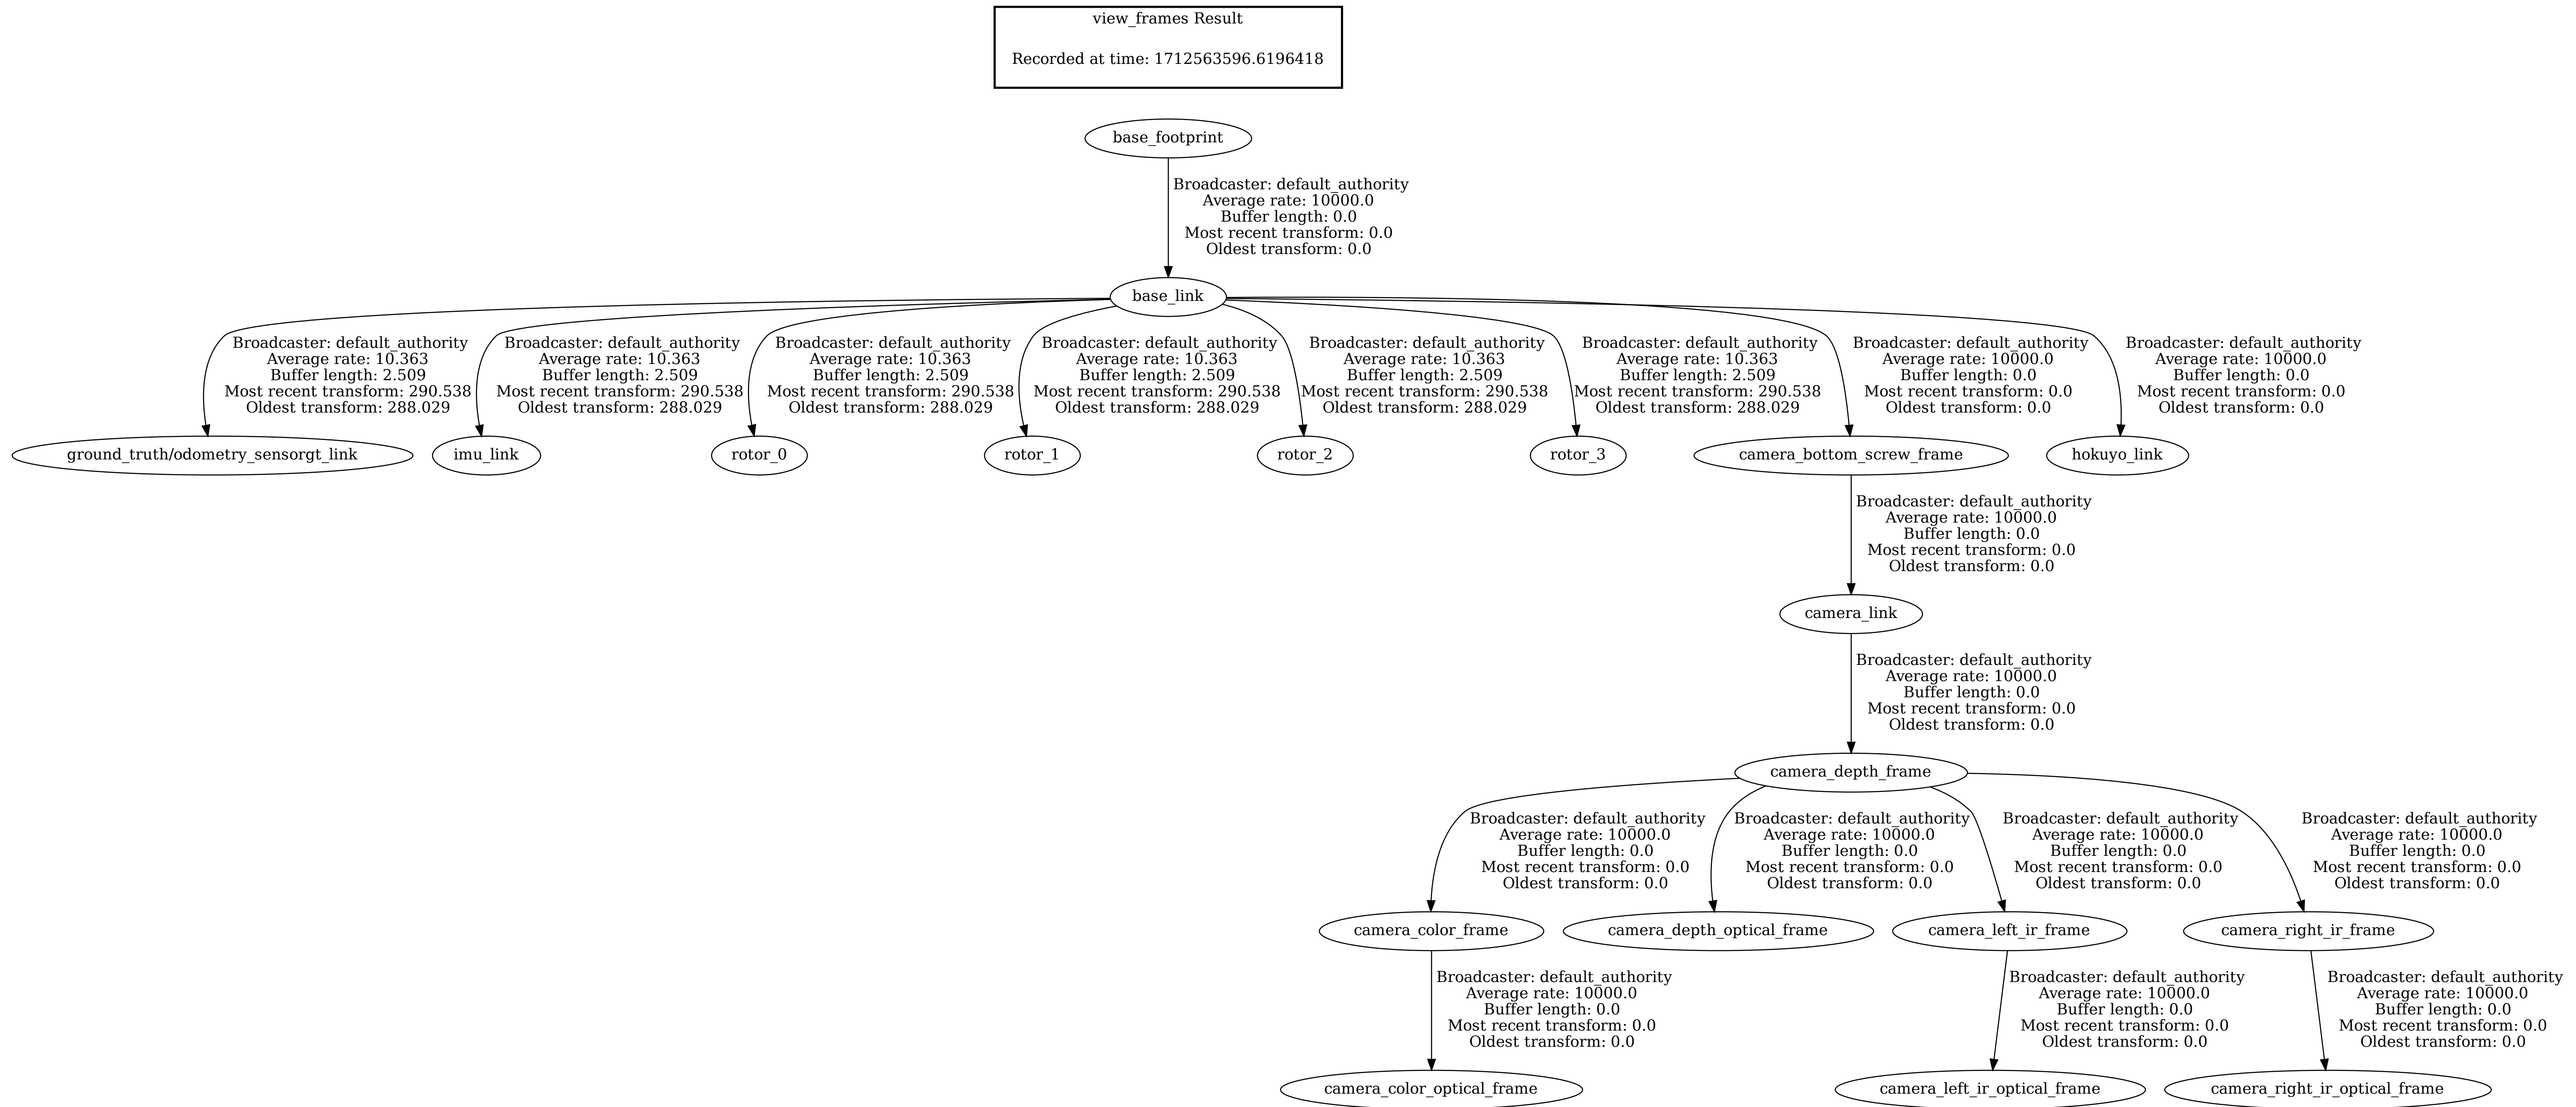 view_frames Result
Recorded at time: 1712563596.6196418
base_footprint
Broadcaster: default_authority
Average rate: 10000.0
Buffer length: 0.0
Most recent transform: 0.0
Oldest transform: 0.0
base_link
Broadcaster: default_authority
Average rate: 10.363
Buffer length: 2.509
Most recent transform: 290.538
Oldest transform: 288.029
Broadcaster: default_authority
Average rate: 10.363
Buffer length: 2.509
Most recent transform: 290.538
Oldest transform: 288.029
Broadcaster: default_authority
Average rate: 10.363
Buffer length: 2.509
Most recent transform: 290.538
Oldest transform: 288.029
Broadcaster: default_authority
Average rate: 10.363
Buffer length: 2.509
Most recent transform: 290.538
Oldest transform: 288.029
Broadcaster: default_authority
Average rate: 10.363
Buffer length: 2.509
Most recent transform: 290.538
Oldest transform: 288.029
Broadcaster: default_authority
Average rate: 10.363
Buffer length: 2.509
Most recent transform: 290.538
Oldest transform: 288.029
Broadcaster: default_authority
Average rate: 10000.0
Buffer length: 0.0
Most recent transform: 0.0
Oldest transform: 0.0
Broadcaster: default_authority
Average rate: 10000.0
Buffer length: 0.0
Most recent transform: 0.0
Oldest transform: 0.0
ground_truth/odometry_sensorgt_link
imu_link
rotor_0
rotor_1
rotor_2
rotor_3
camera_bottom_screw_frame
hokuyo_link
Broadcaster: default_authority
Average rate: 10000.0
Buffer length: 0.0
Most recent transform: 0.0
Oldest transform: 0.0
camera_link
Broadcaster: default_authority
Average rate: 10000.0
Buffer length: 0.0
Most recent transform: 0.0
Oldest transform: 0.0
camera_depth_frame
Broadcaster: default_authority
Average rate: 10000.0
Buffer length: 0.0
Most recent transform: 0.0
Oldest transform: 0.0
Broadcaster: default_authority
Average rate: 10000.0
Buffer length: 0.0
Most recent transform: 0.0
Oldest transform: 0.0
Broadcaster: default_authority
Average rate: 10000.0
Buffer length: 0.0
Most recent transform: 0.0
Oldest transform: 0.0
Broadcaster: default_authority
Average rate: 10000.0
Buffer length: 0.0
Most recent transform: 0.0
Oldest transform: 0.0
camera_color_frame
camera_depth_optical_frame
camera_left_ir_frame
camera_right_ir_frame
Broadcaster: default_authority
Average rate: 10000.0
Buffer length: 0.0
Most recent transform: 0.0
Oldest transform: 0.0
Broadcaster: default_authority
Average rate: 10000.0
Buffer length: 0.0
Most recent transform: 0.0
Oldest transform: 0.0
Broadcaster: default_authority
Average rate: 10000.0
Buffer length: 0.0
Most recent transform: 0.0
Oldest transform: 0.0
camera_color_optical_frame
camera_left_ir_optical_frame
camera_right_ir_optical_frame